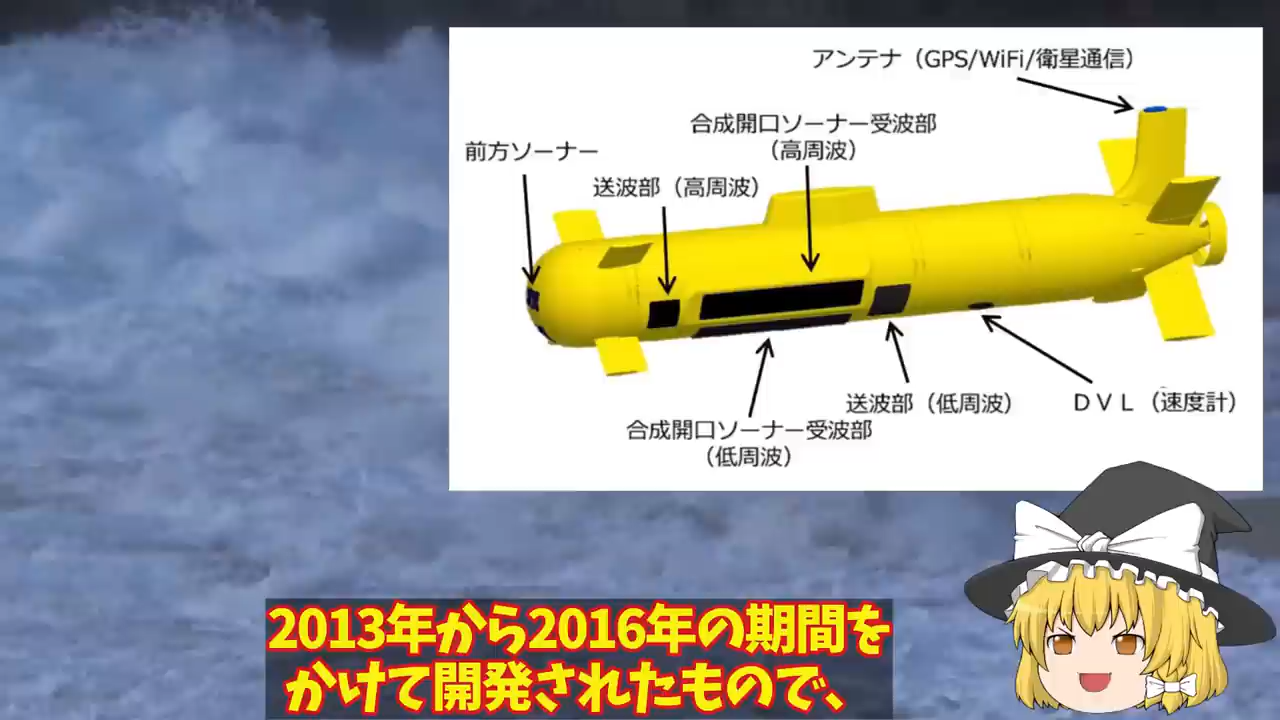 アンテナ（GPS/WiFi/衛星通信）
合成開口ソーナー受波部
（高周波）
前方ソーナー
送波部（高周波）
送波部（低周波）
ＤＶＬ（速度計）
合成開口ソーナー受波部
（低周波）
2013年から2016年の期間を
かけて開発されたもので、